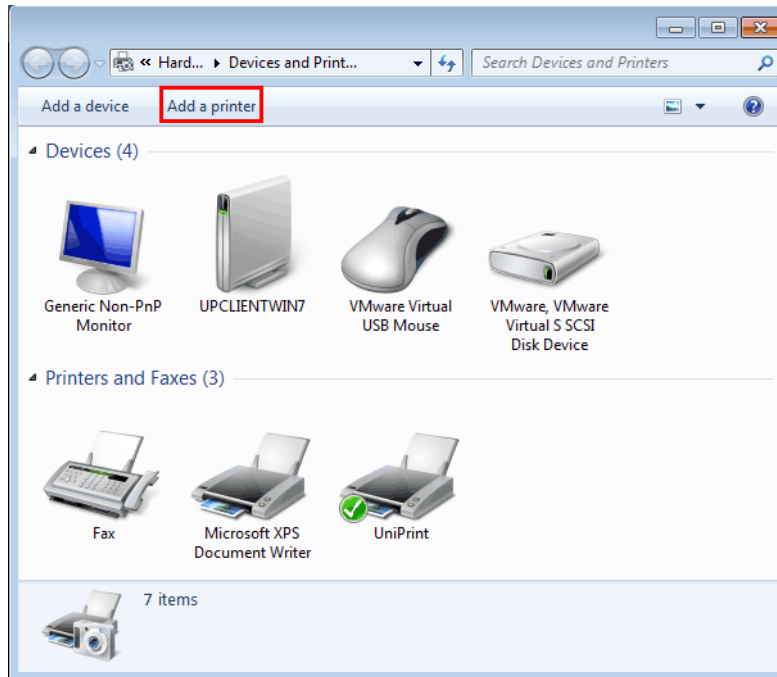 « Hard... ▸ Devices and Print...
Search Devices and Printers
Add a device Add a printer
Devices (4)
Generic Non-PnP
Monitor
UPCLIENTWIN7
VMware Virtual
USB Mouse
VMware, VMware
Virtual S SCSI
Disk Device
Printers and Faxes (3)
Fax
Microsoft XPS
Document Writer
UniPrint
7 items